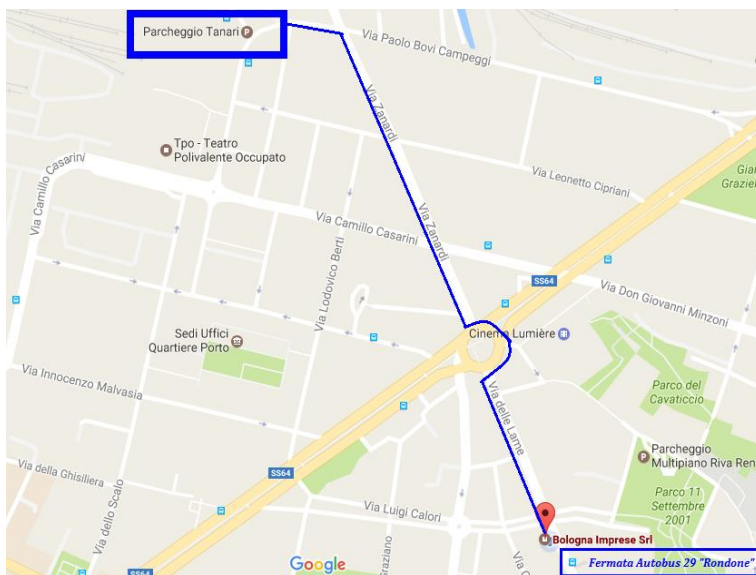 Parcheggio Tanari P
Via Paolo Bovi Campeggi
Via Zanardi
Tpo - Teatro
Polivalente Occupato
Via Camillo Casarini
Via Leonetto Cipriani
Via Camillo Casarini
Via Zanardi
Via Lodovico Berti
SS64
Via Don Giovanni Minzoni
Sedi Uffici
Quartiere Porto
Cinema Lumière
Via Innocenzo Malvasia
Via delle Lame
Parco del
Cavaticcio
P Parcheggio
Multipiano Riva Ren
Via della Ghisiliera
SS64
Via dello Scalo
Via Luigi Calori
Parco 11
Settembre
2001
Graziano
Bologna Imprese Srl
Google
Fermata Autobus 29 "Rondone"